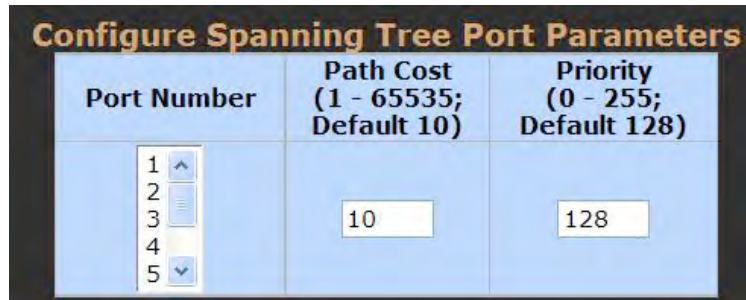 Configure Spanning Tree Port Parameters
Port Number
Path Cost
(1 - 65535;
Default 10)
Priority
(0 - 255;
Default 128)
1
2
3
4
5
10
128